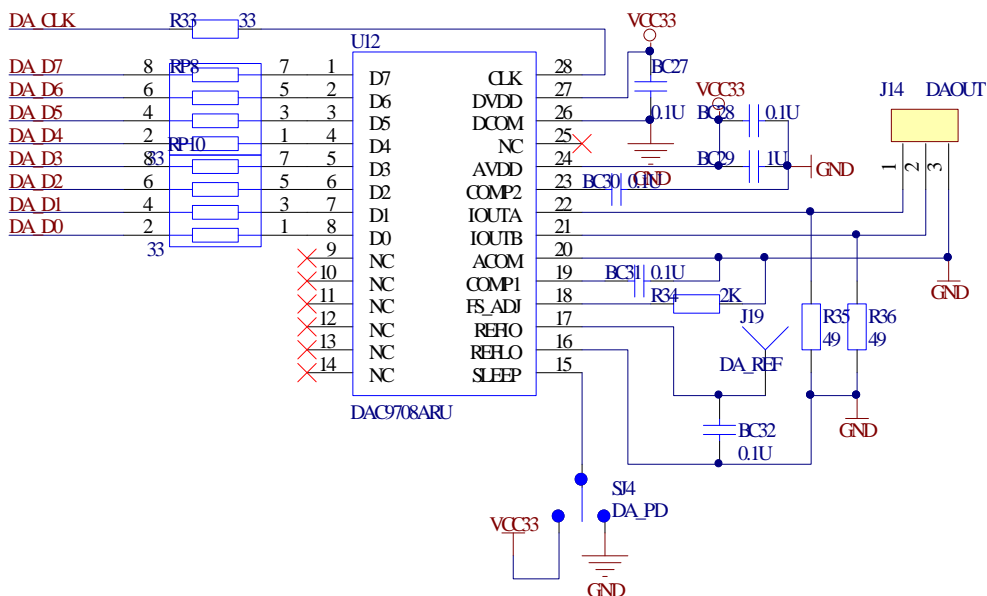 DA_CLK R33 33 VCC33
U12
DA_D7 8 RP8 7 1 D7 CLK 28 BC27 VCC33 J14 DAOUT
DA_D6 6 5 2 D6 DVDD 27
DA_D5 4 3 3 D5 DCOM 26 0.1U BC28 0.1U
DA_D4 2 RP10 1 4 D4 NC 25
DA_D3 33 8 7 5 D3 AVDD 24 GND BC29 1U GND 1 2 3
DA_D2 6 5 6 D2 COMP2 23 BC30 0.1U
DA_D1 4 3 7 D1 IOUTA 22
DA_D0 2 1 8 D0 IOUTB 21
33 9 NC ACOM 20
10 NC COMP1 19 BC31 0.1U GND
11 NC FS_ADJ 18 R34 2K
12 NC REFIO 17 J19 R35 R36
13 NC REFLO 16 DA_REF 49 49
14 NC SLEEP 15
DAC9708ARU
BC32 GND
0.1U
SJ4
DA_PD
VCC33
GND